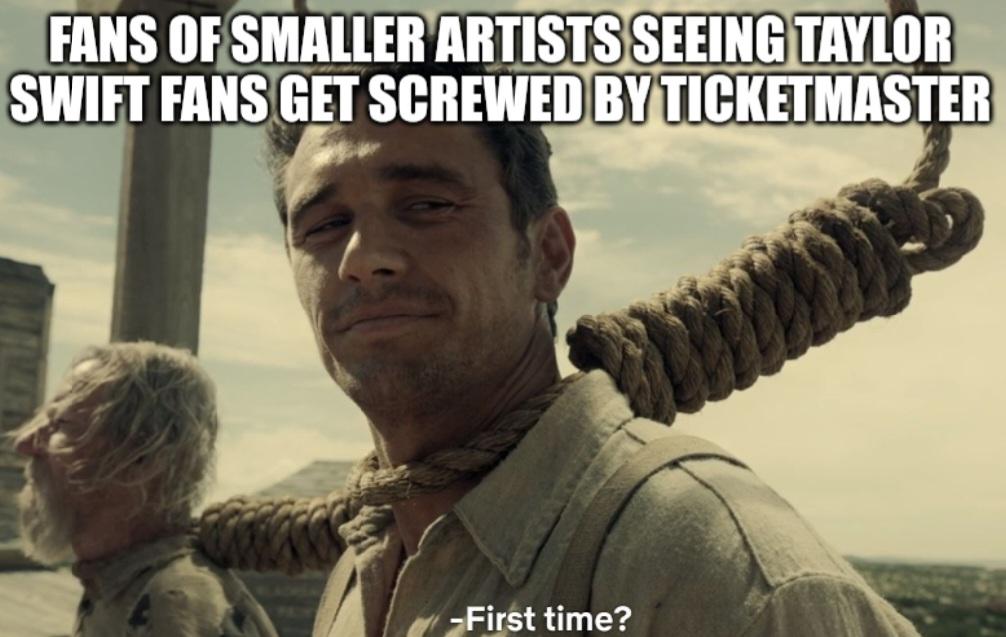 FANS OF SMALLER ARTISTS SEEING TAYLOR
SWIFT FANS GET SCREWED BY TICKETMASTER
-First time?